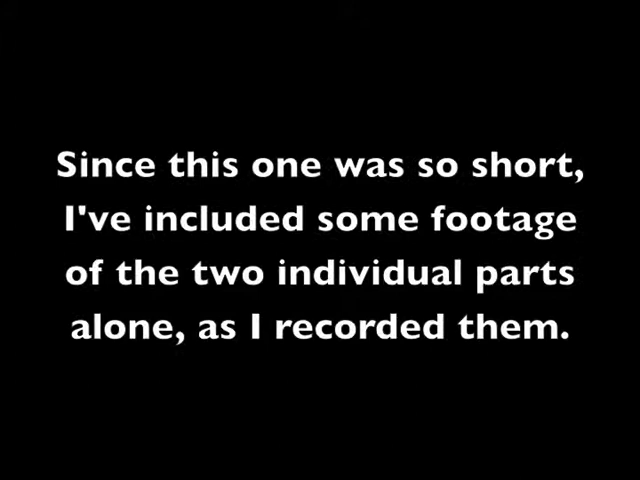 Since this one was so short,
I've included some footage
of the two individual parts
alone, as I recorded them.